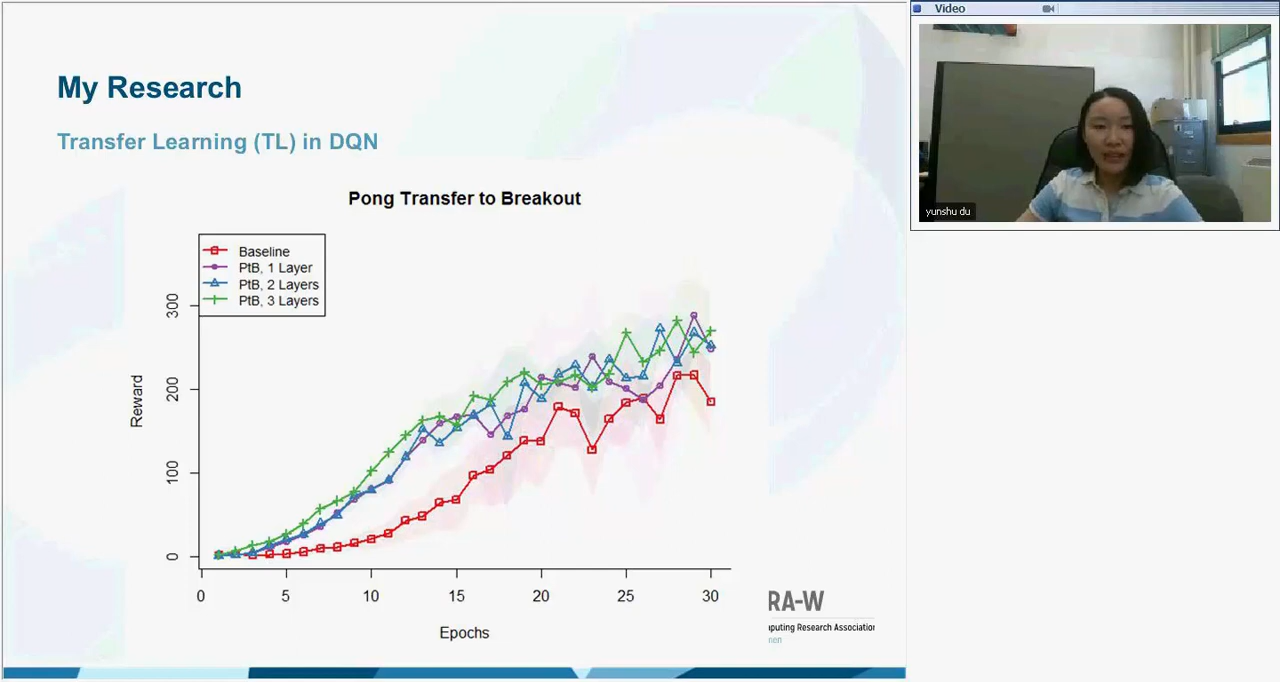 My Research
Transfer Learning (TL) in DQN
Pong Transfer to Breakout
Baseline
PtB, 1 Layer
PtB, 2 Layers
PtB, 3 Layers
Reward
300
200
100
0
0 5 10 15 20 25 30
Epochs
RA-W
puting Research Association
men
Video
yunshu du